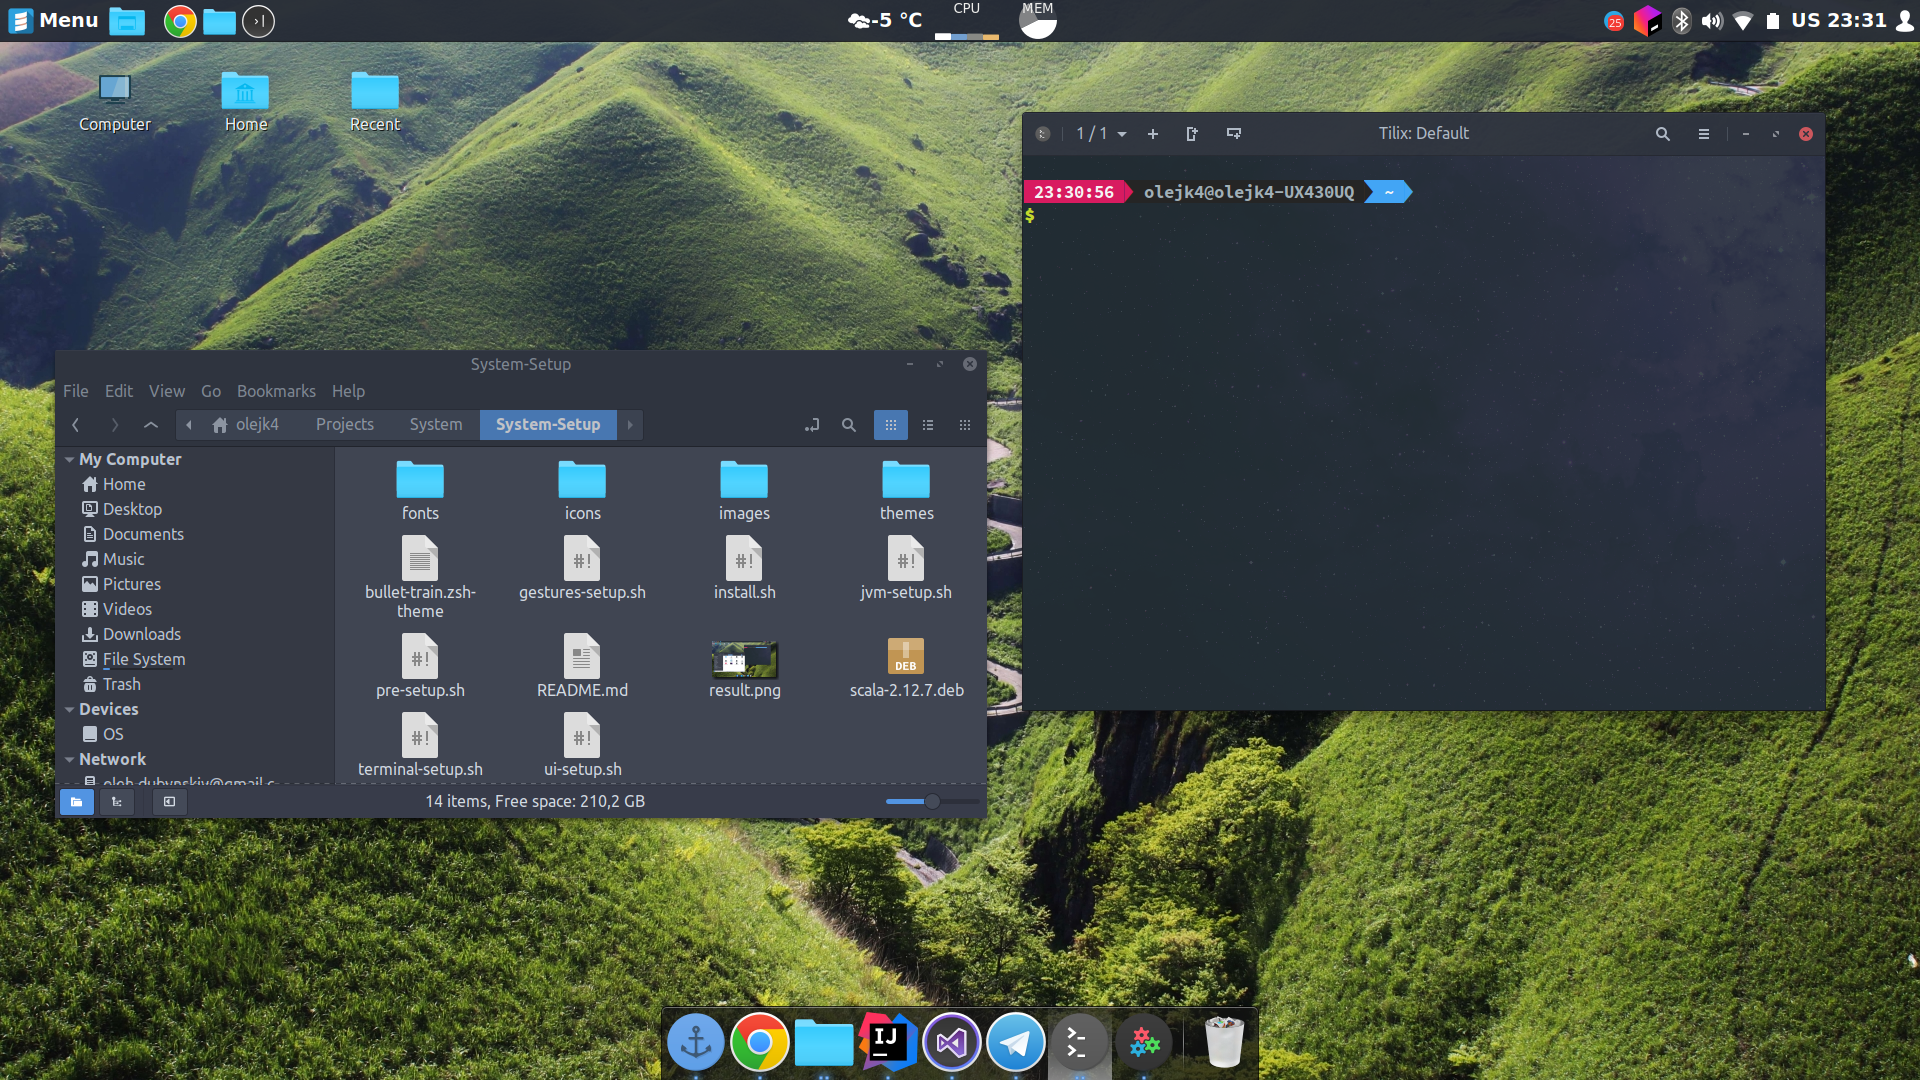 Menu
-5 °C
CPU
MEM
25
US 23:31
Computer
Home
Recent
1 / 1
Tilix: Default
23:30:56 olejk4@olejk4-UX430UQ ~
$
System-Setup
File Edit View Go Bookmarks Help
olejk4 Projects System System-Setup
My Computer
Home
Desktop
Documents
Music
Pictures
Videos
Downloads
File System
Trash
Devices
OS
Network
oleh.dubynskiy@gmail.c
fonts
icons
images
themes
bullet-train.zsh-
theme
#!
gestures-setup.sh
#!
install.sh
#!
jvm-setup.sh
#!
pre-setup.sh
README.md
result.png
DEB
scala-2.12.7.deb
#!
terminal-setup.sh
#!
ui-setup.sh
14 items, Free space: 210,2 GB
IJ